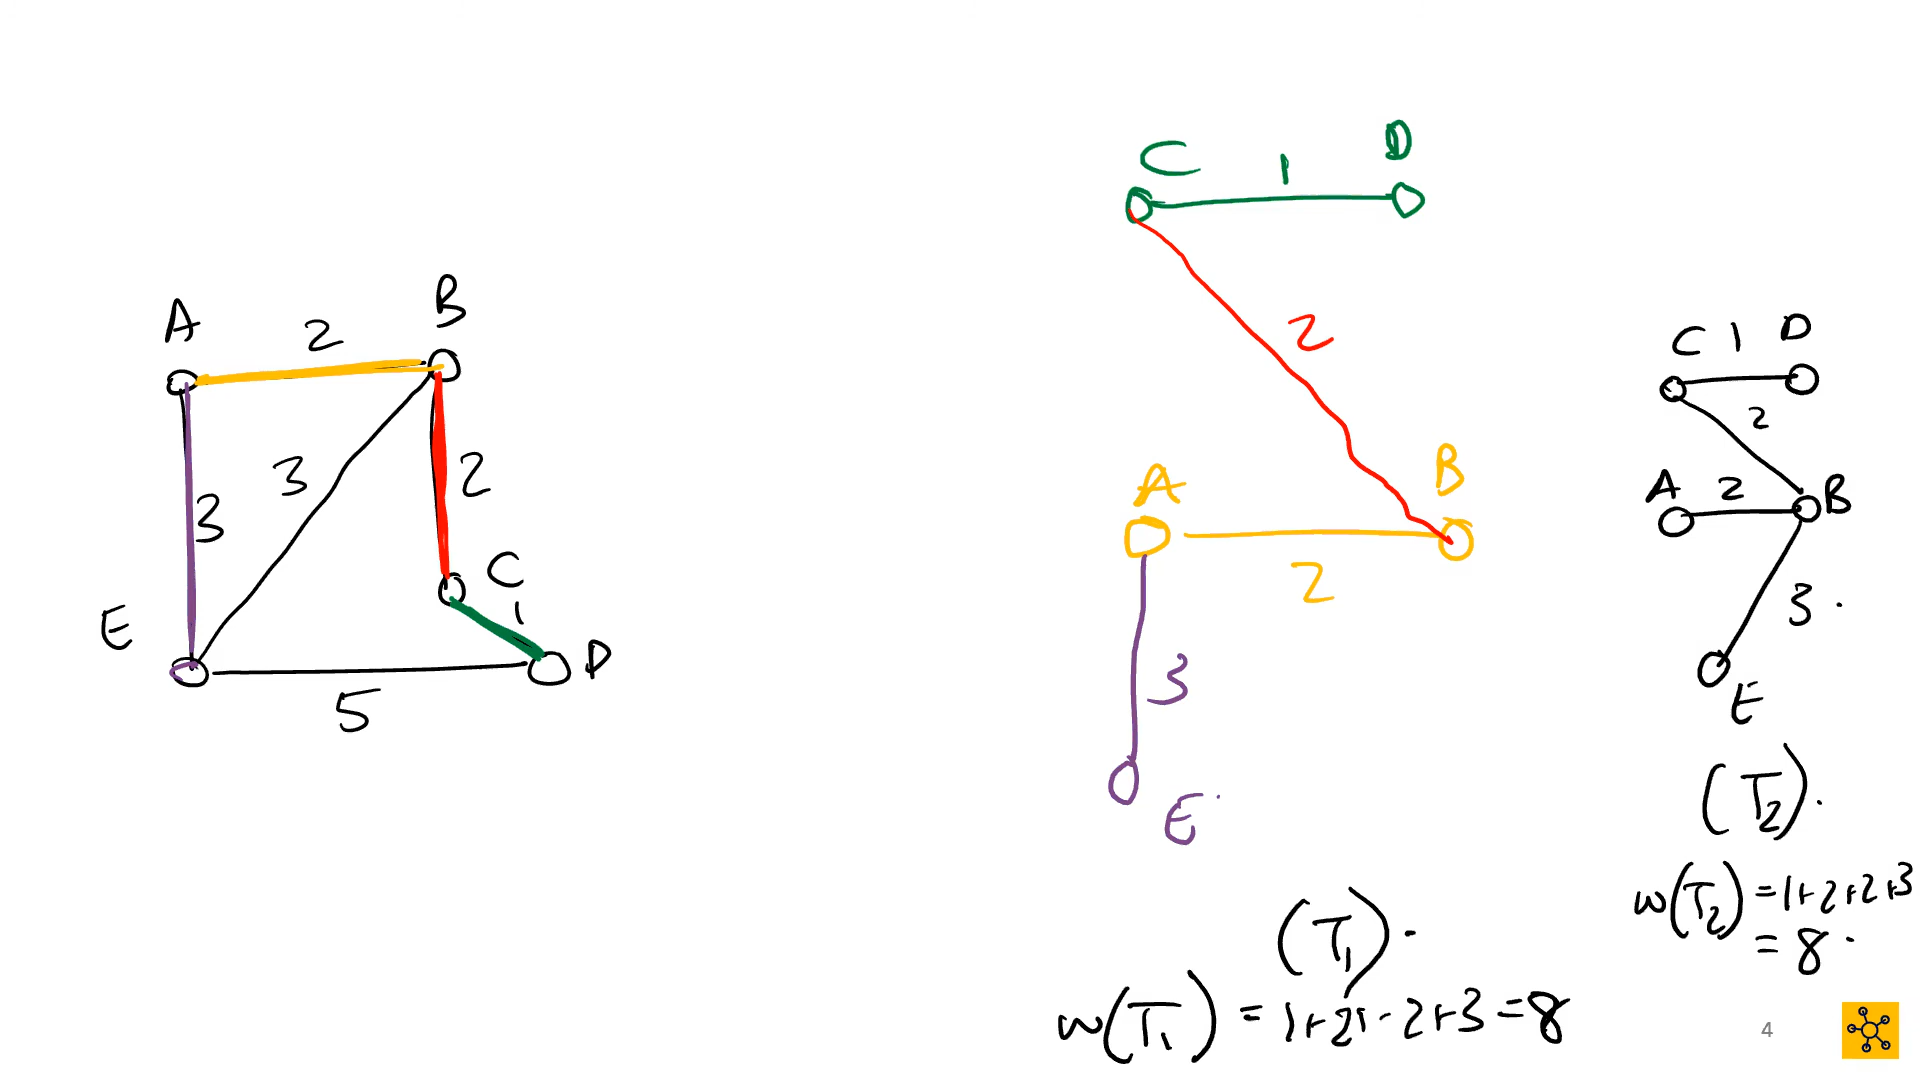 A
2
B
3
3
2
C
1
E
D
5
C
1
D
2
A
B
2
3
E
(T₁).
w(T₁) = 1+2+2+3 = 8
C 1 D
2
A 2 B
3.
E
(T₂).
w(T₂) = 1+2+2+3
= 8.
4